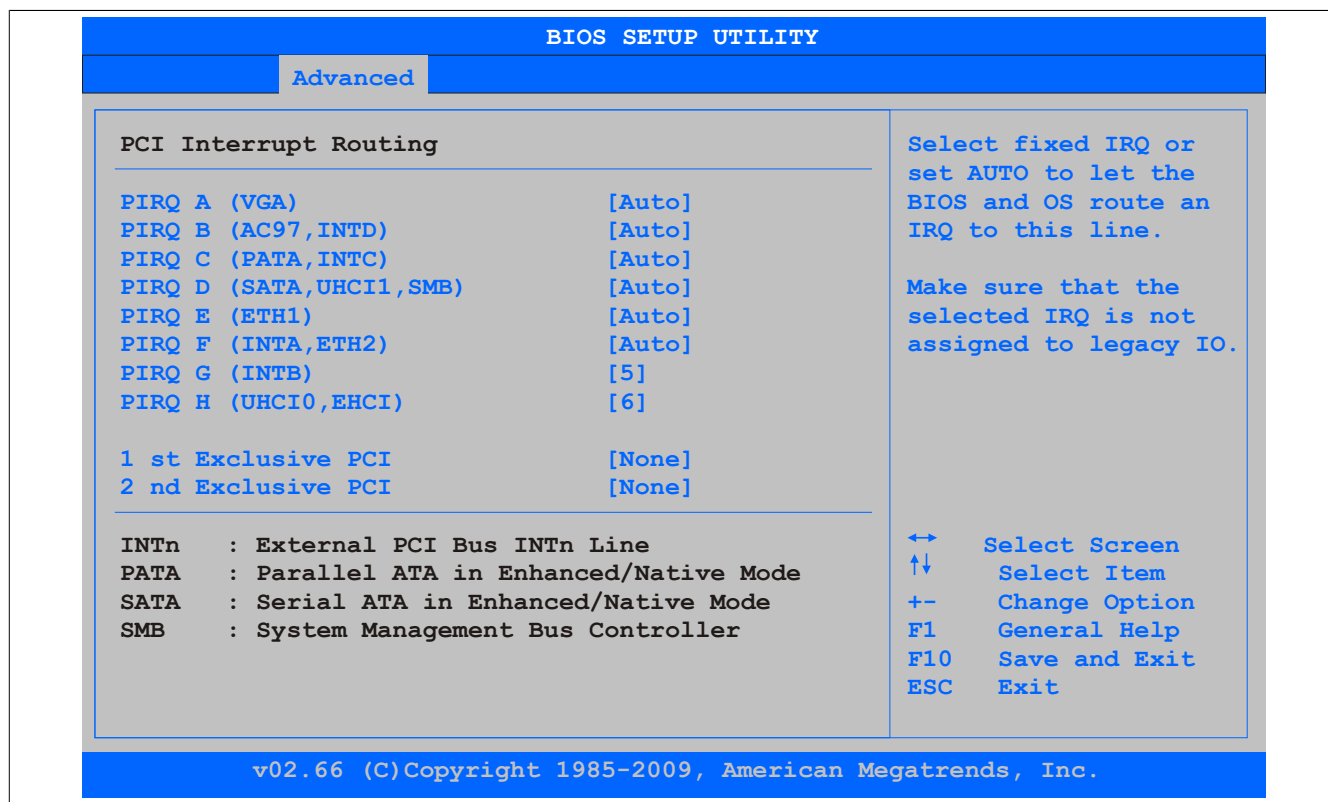 BIOS SETUP UTILITY
Advanced
PCI Interrupt Routing
PIRQ A (VGA) [Auto]
PIRQ B (AC97,INTD) [Auto]
PIRQ C (PATA,INTC) [Auto]
PIRQ D (SATA,UHCI1,SMB) [Auto]
PIRQ E (ETH1) [Auto]
PIRQ F (INTA,ETH2) [Auto]
PIRQ G (INTB) [5]
PIRQ H (UHCI0,EHCI) [6]
1 st Exclusive PCI [None]
2 nd Exclusive PCI [None]
INTn : External PCI Bus INTn Line
PATA : Parallel ATA in Enhanced/Native Mode
SATA : Serial ATA in Enhanced/Native Mode
SMB : System Management Bus Controller
Select fixed IRQ or
set AUTO to let the
BIOS and OS route an
IRQ to this line.
Make sure that the
selected IRQ is not
assigned to legacy IO.
↔ Select Screen
↑↓ Select Item
+- Change Option
F1 General Help
F10 Save and Exit
ESC Exit
v02.66 (C)Copyright 1985-2009, American Megatrends, Inc.